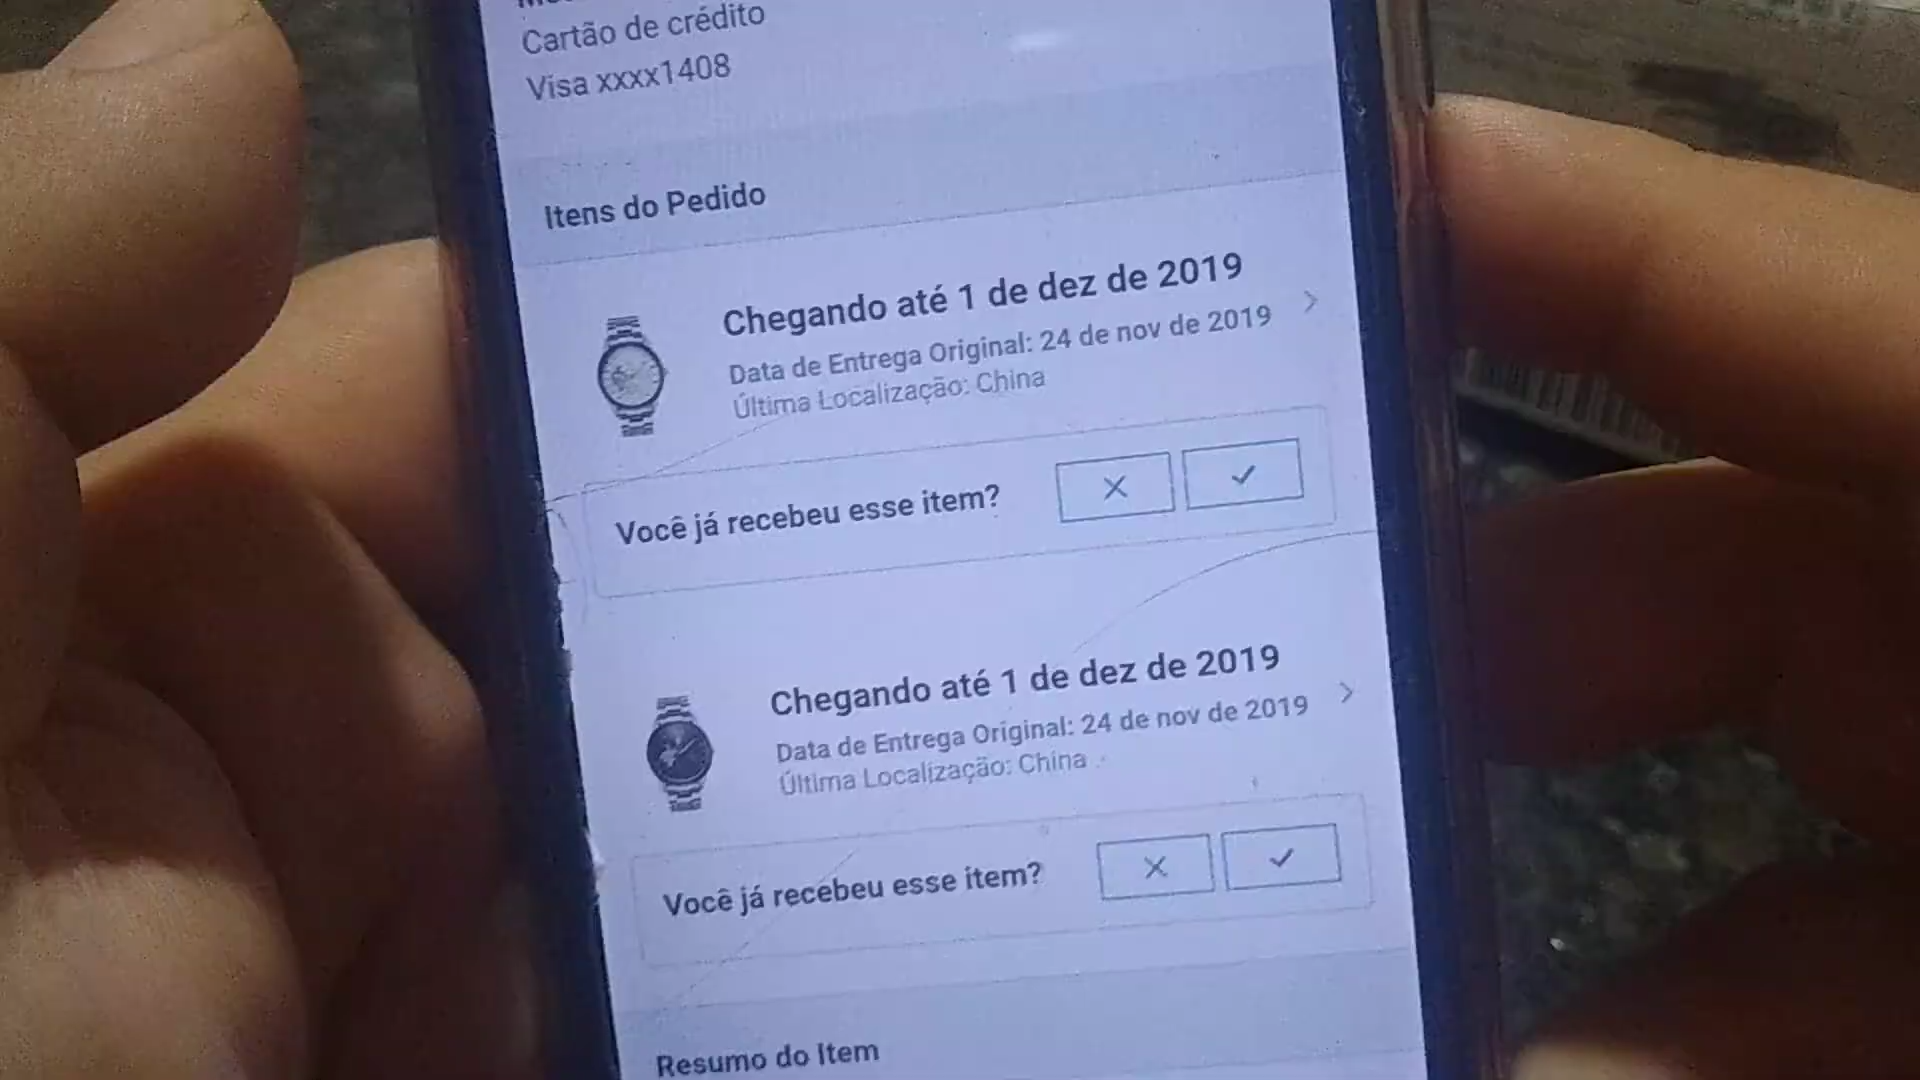 Cartão de crédito
Visa xxxx1408
Itens do Pedido
Chegando até 1 de dez de 2019
Data de Entrega Original: 24 de nov de 2019
Última Localização: China
Você já recebeu esse item?
Chegando até 1 de dez de 2019
Data de Entrega Original: 24 de nov de 2019
Última Localização: China
Você já recebeu esse item?
Resumo do Item